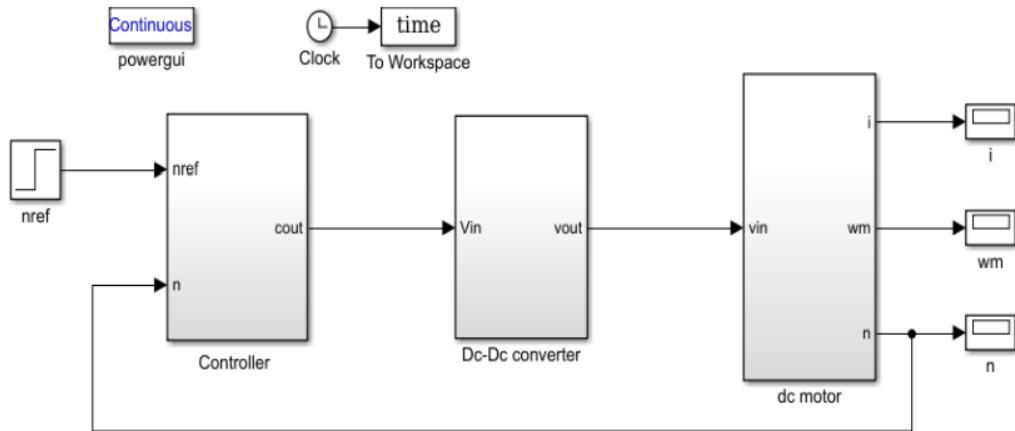 Continuous
powergui
time
Clock
To Workspace
nref
nref
n
cout
Controller
Vin
vout
Dc-Dc converter
vin
i
wm
n
dc motor
i
wm
n